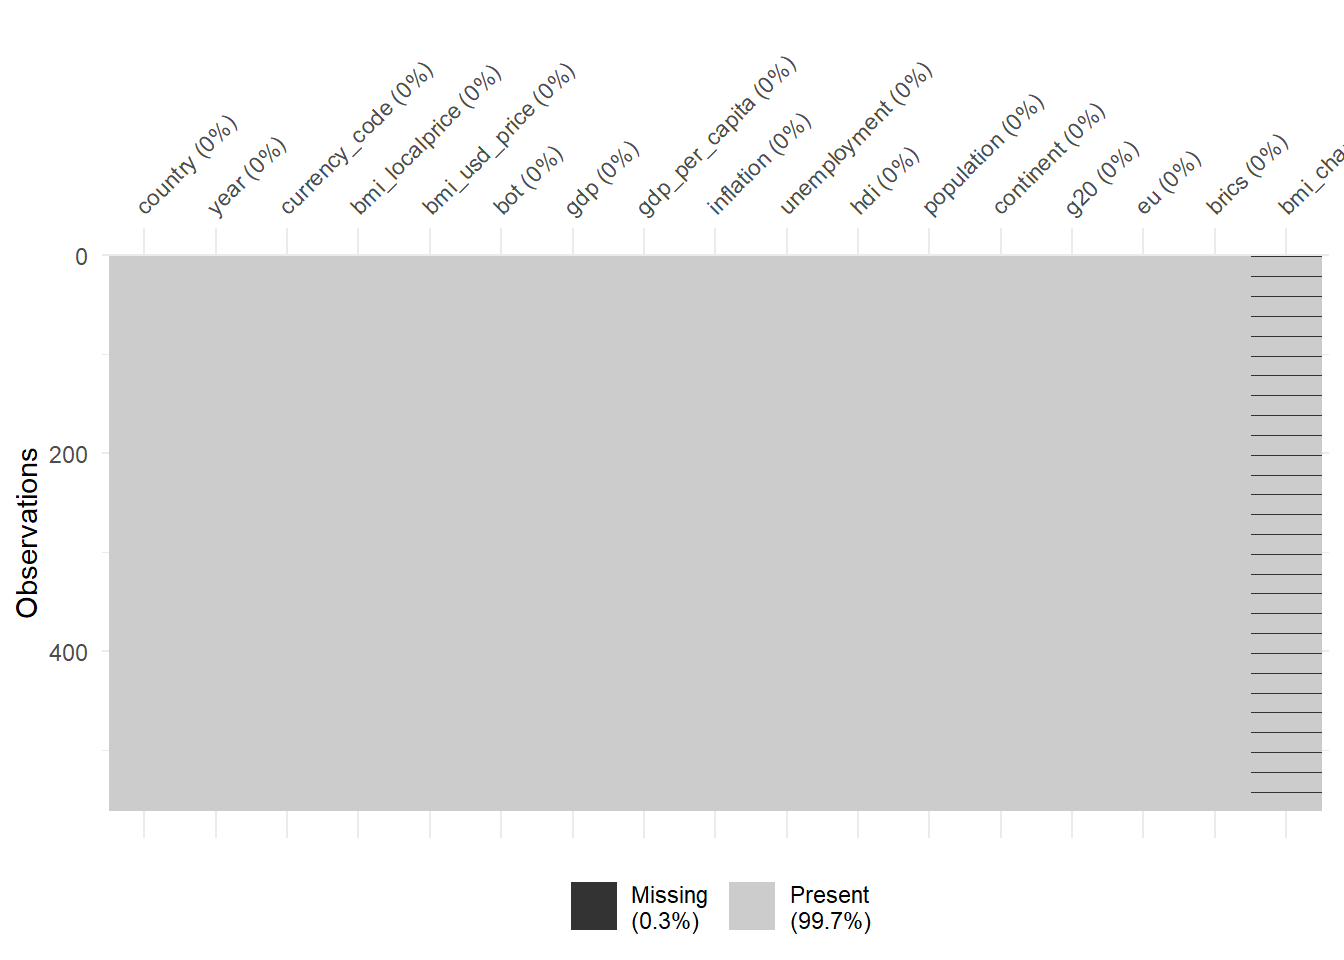 country (0%)
year (0%)
currency_code (0%)
bmi_localprice (0%)
bmi_usd_price (0%)
bot (0%)
gdp (0%)
gdp_per_capita (0%)
inflation (0%)
unemployment (0%)
hdi (0%)
population (0%)
continent (0%)
g20 (0%)
eu (0%)
brics (0%)
bmi_cha
0
200
400
Observations
Missing
(0.3%)
Present
(99.7%)